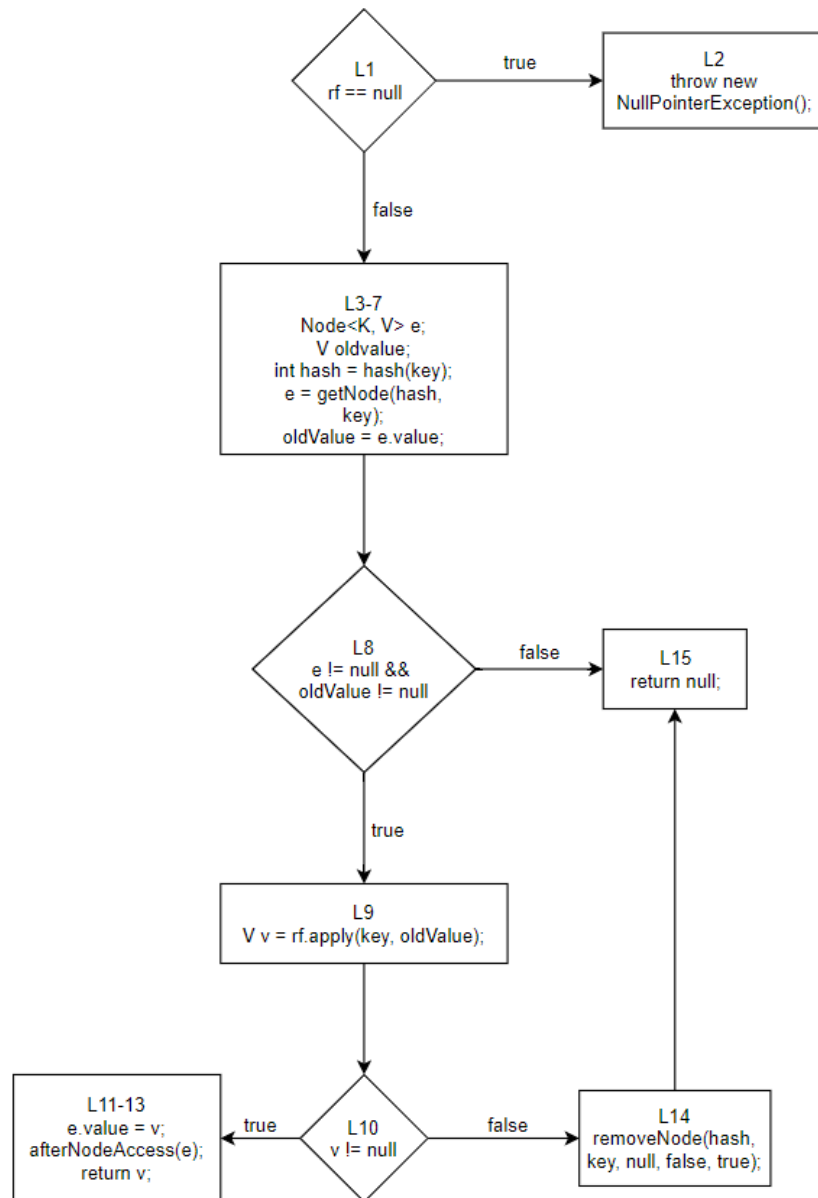 L1
rf == null
true
L2
throw new
NullPointerException();
false
L3-7
Node<K, V> e;
V oldvalue;
int hash = hash(key);
e = getNode(hash,
key);
oldValue = e.value;
L8
e != null &&
oldValue != null
false
L15
return null;
true
L9
V v = rf.apply(key, oldValue);
L11-13
e.value = v;
afterNodeAccess(e);
return v;
true
L10
v != null
false
L14
removeNode(hash,
key, null, false, true);